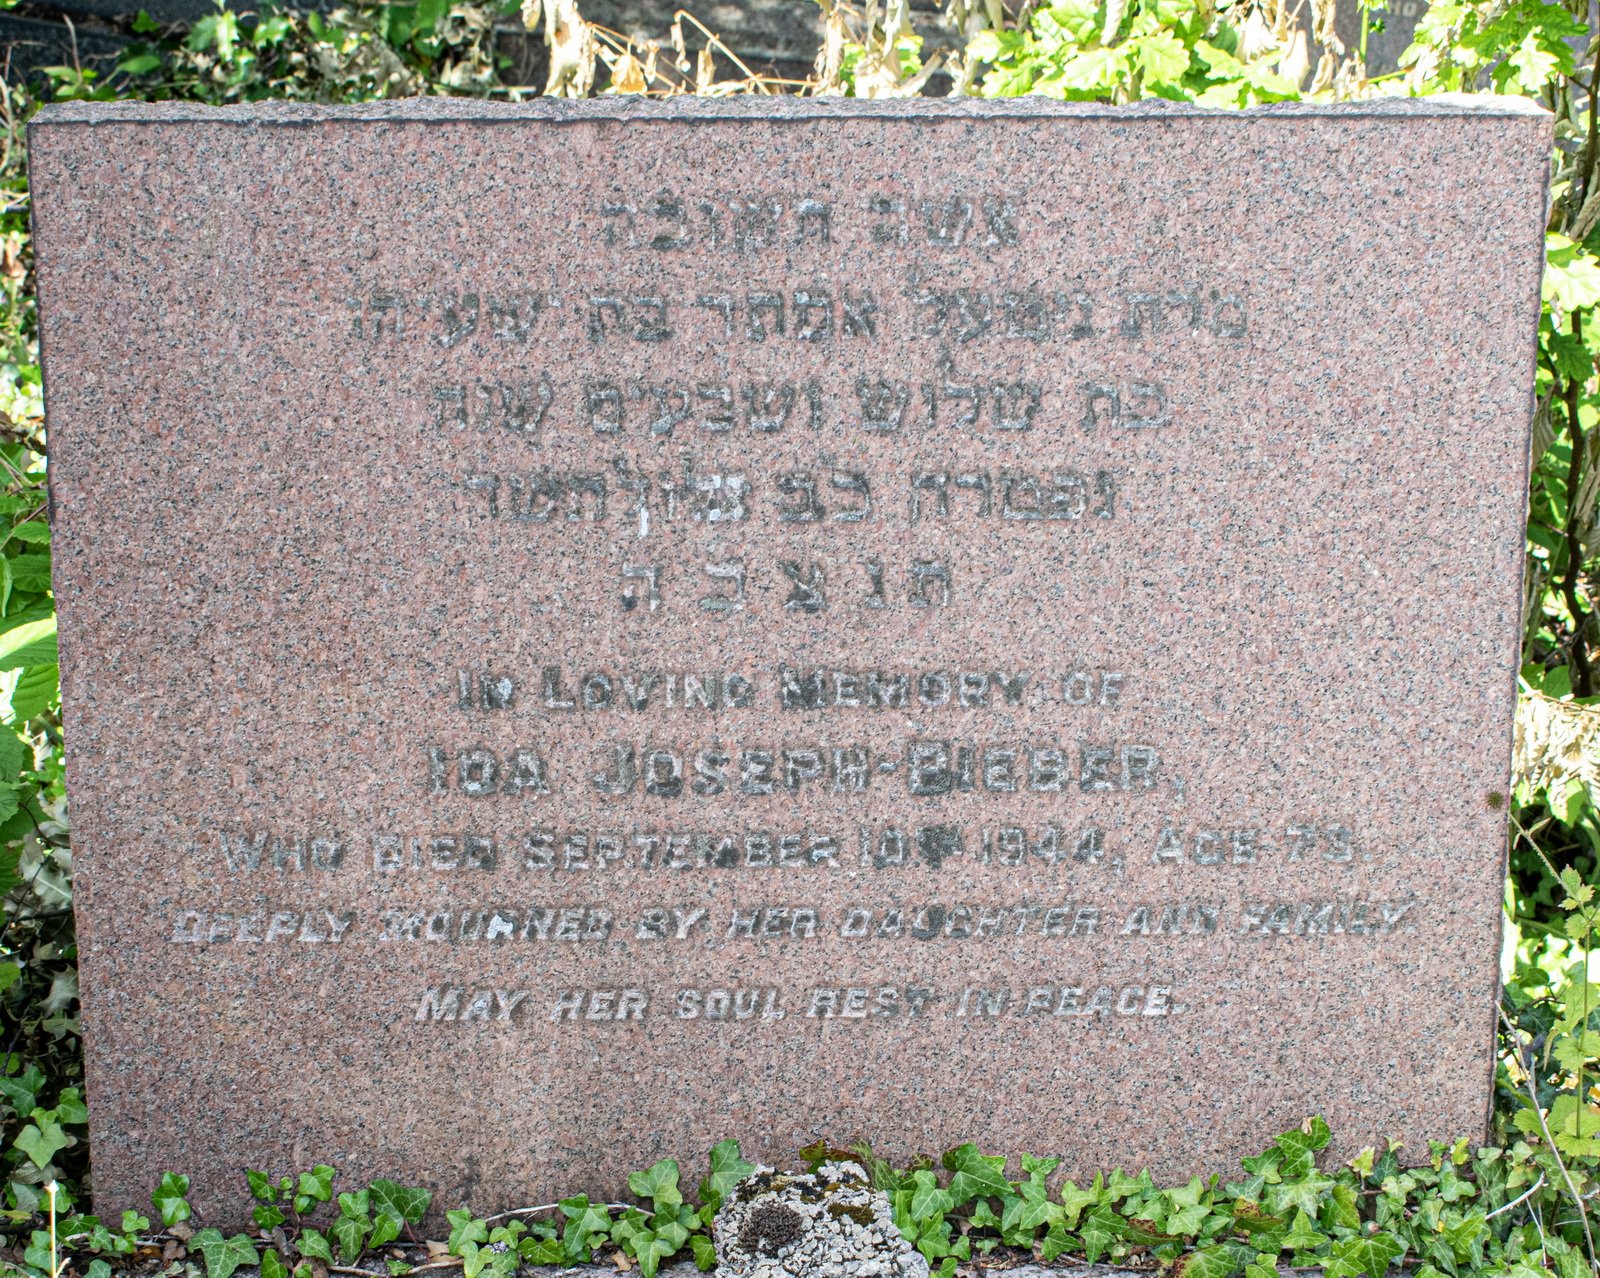 אשה חשובה
מרת גיטעל אסתר בת ישעיהו
בת שלוש ושבעים שנה
נפטרה כב אלול תשד
ת נ צ ב ה
IN LOVING MEMORY OF
IDA JOSEPH-BIEBER,
WHO DIED SEPTEMBER 10TH 1944, AGE 73.
DEEPLY MOURNED BY HER DAUGHTER AND FAMILY.
MAY HER SOUL REST IN PEACE.